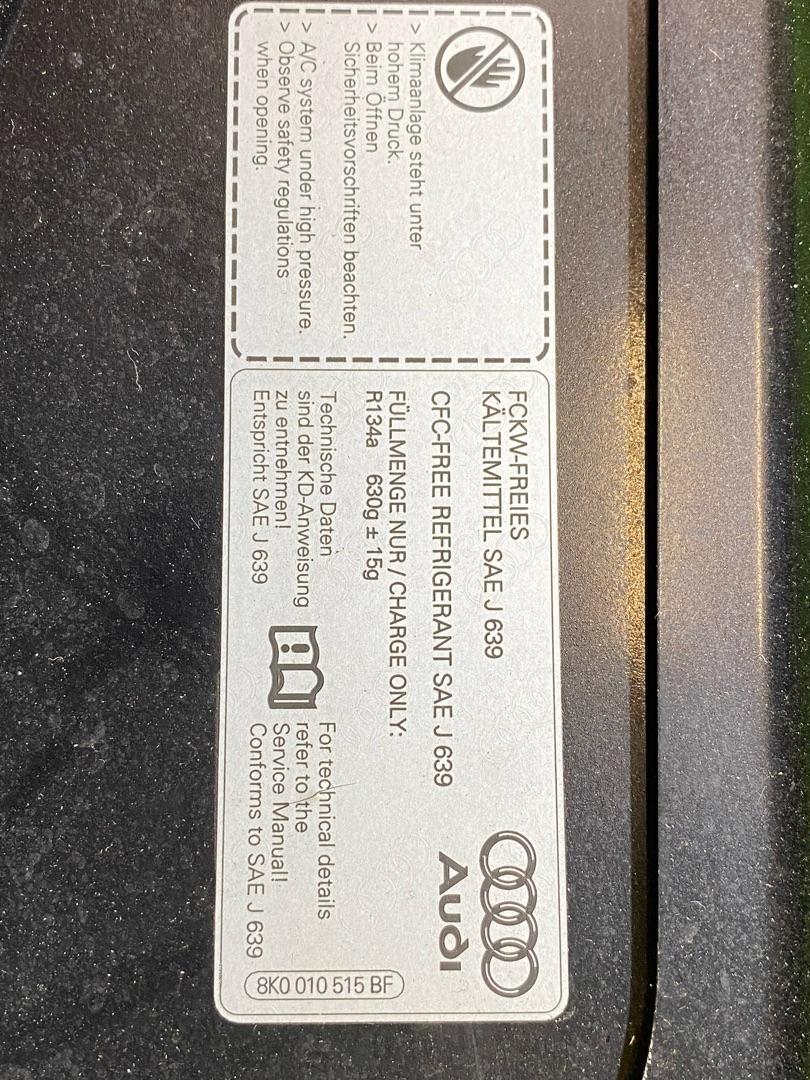 > Klimaanlage steht unter
hohem Druck.
> Beim Öffnen
Sicherheitsvorschriften beachten.
> A/C system under high pressure.
> Observe safety regulations
when opening.
FCKW-FREIES
KÄLTEMITTEL SAE J 639
CFC-FREE REFRIGERANT SAE J 639
FÜLLMENGE NUR / CHARGE ONLY:
R134a 630g ± 15g
Audi
Technische Daten
sind der KD-Anweisung
zu entnehmen!
Entspricht SAE J 639
For technical details
refer to the
Service Manual!
Conforms to SAE J 639
8K0 010 515 BF